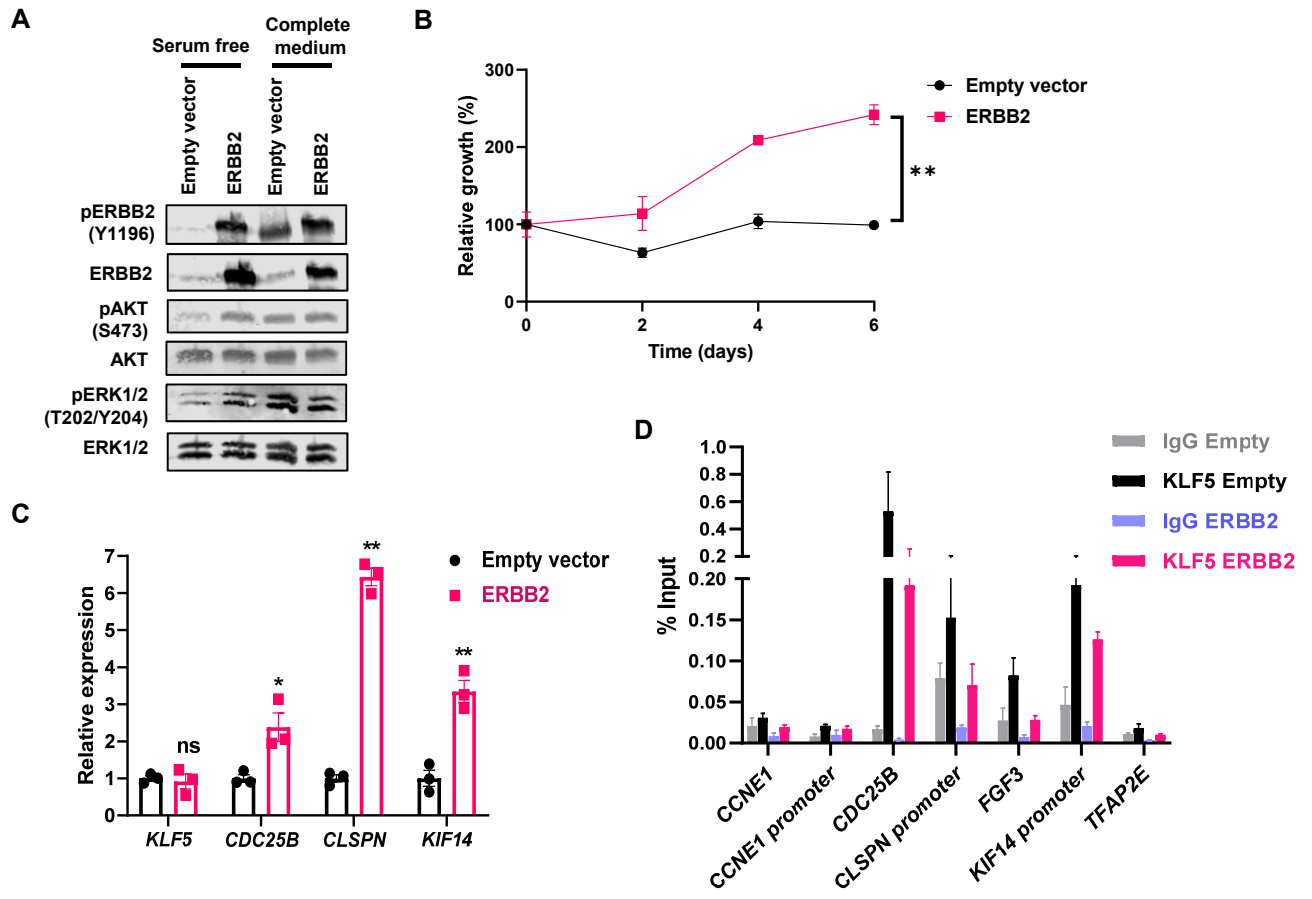 A
Serum free
Complete
medium
Empty vector
ERBB2
Empty vector
ERBB2
pERBB2
(Y1196)
ERBB2
pAKT
(S473)
AKT
pERK1/2
(T202/Y204)
ERK1/2
B
Relative growth (%)
300
200
100
0
0 2 4 6
Time (days)
Empty vector
ERBB2
**
C
Relative expression
7
6
5
4
3
2
1
0
ns
*
**
**
KLF5 CDC25B CLSPN KIF14
Empty vector
ERBB2
D
% Input
1.0
0.8
0.6
0.4
0.2
0.20
0.15
0.10
0.05
0.00
CCNE1
CCNE1 promoter
CDC25B
CLSPN promoter
FGF3
KIF14 promoter
TFAP2E
IgG Empty
KLF5 Empty
IgG ERBB2
KLF5 ERBB2